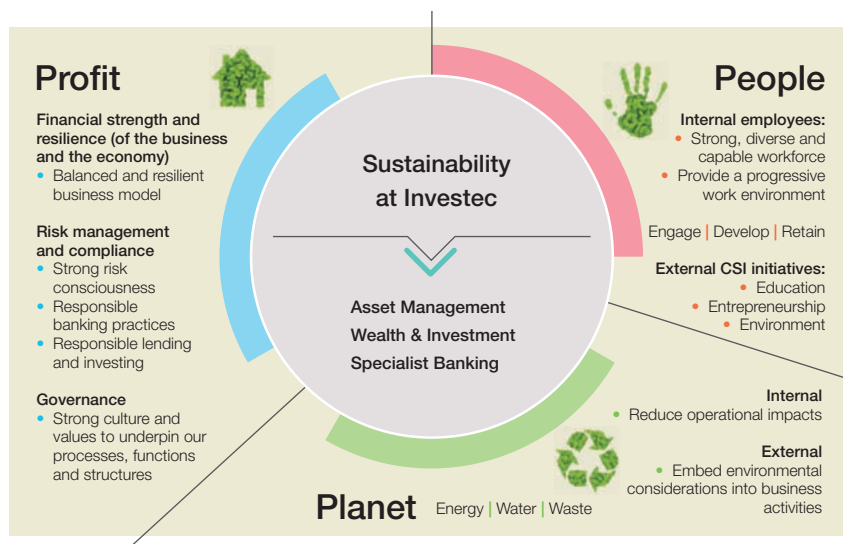 Profit
Financial strength and
resilience (of the business
and the economy)
• Balanced and resilient
business model
Risk management
and compliance
• Strong risk
consciousness
• Responsible
banking practices
• Responsible lending
and investing
Governance
• Strong culture and
values to underpin our
processes, functions
and structures
Sustainability
at Investec
Asset Management
Wealth & Investment
Specialist Banking
People
Internal employees:
• Strong, diverse and
capable workforce
• Provide a progressive
work environment
Engage | Develop | Retain
External CSI initiatives:
• Education
• Entrepreneurship
• Environment
Internal
• Reduce operational impacts
External
• Embed environmental
considerations into business
activities
Planet
Energy | Water | Waste